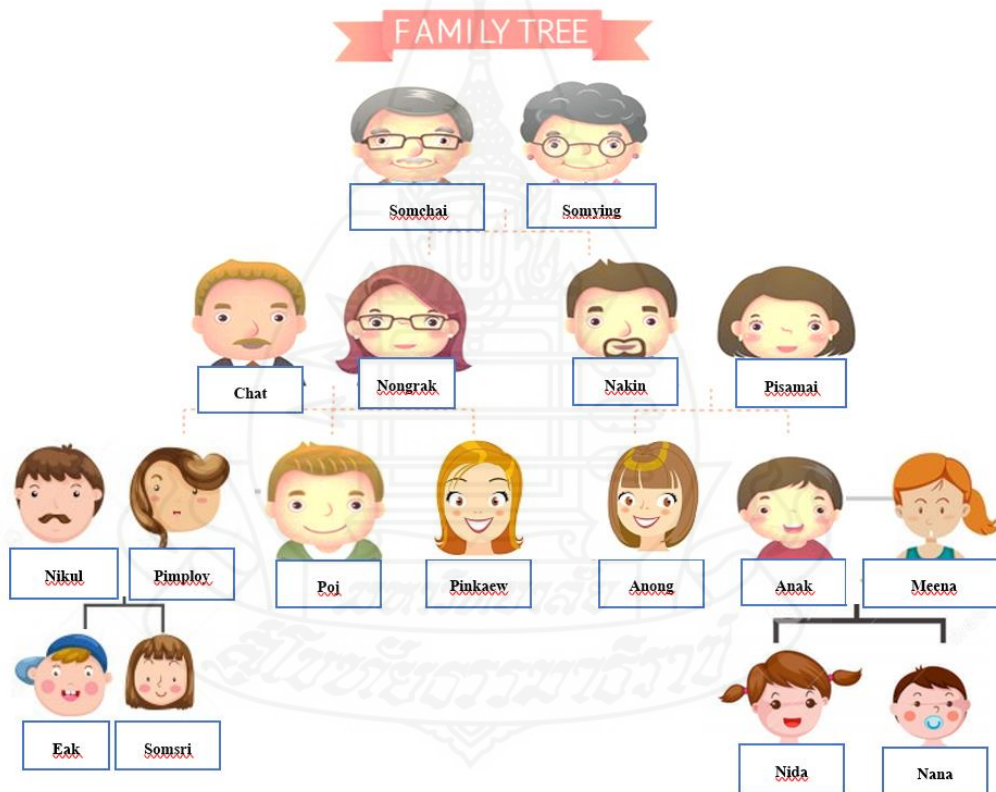 FAMILY TREE
Somchai
Somying
Chat
Nongrak
Nakin
Pisamai
Nikul
Pimploy
Poj
Pinkaew
Anong
Anak
Meena
Eak
Somsri
Nida
Nana